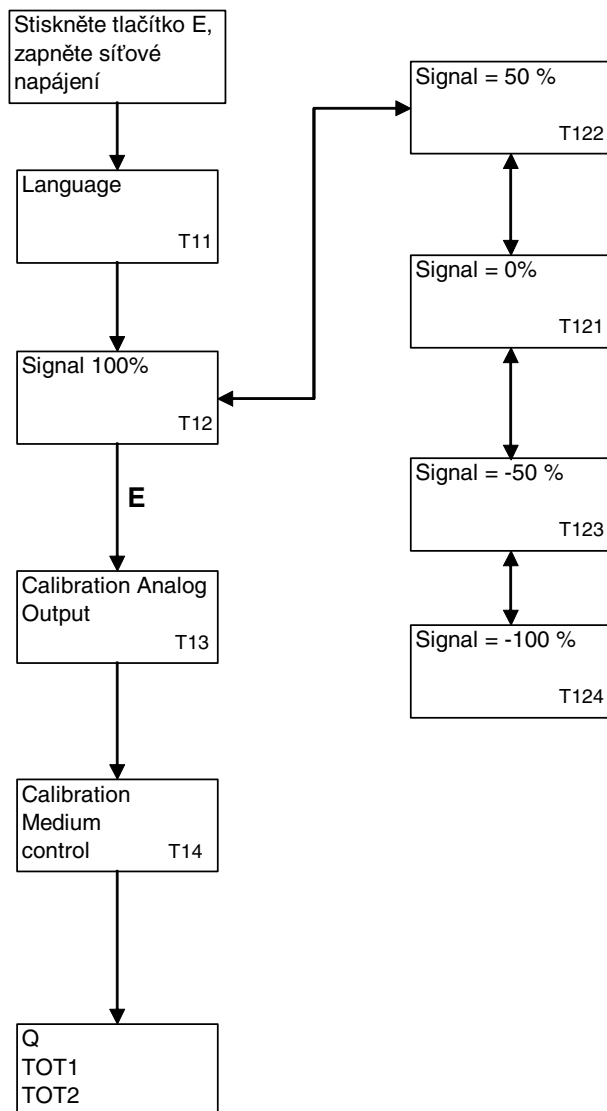 Stiskněte tlačítko E,
zapněte síťové
napájení
Language
T11
Signal 100%
T12
E
Calibration Analog
Output
T13
Calibration
Medium
control T14
Q
TOT1
TOT2
Signal = 50 %
T122
Signal = 0%
T121
Signal = -50 %
T123
Signal = -100 %
T124